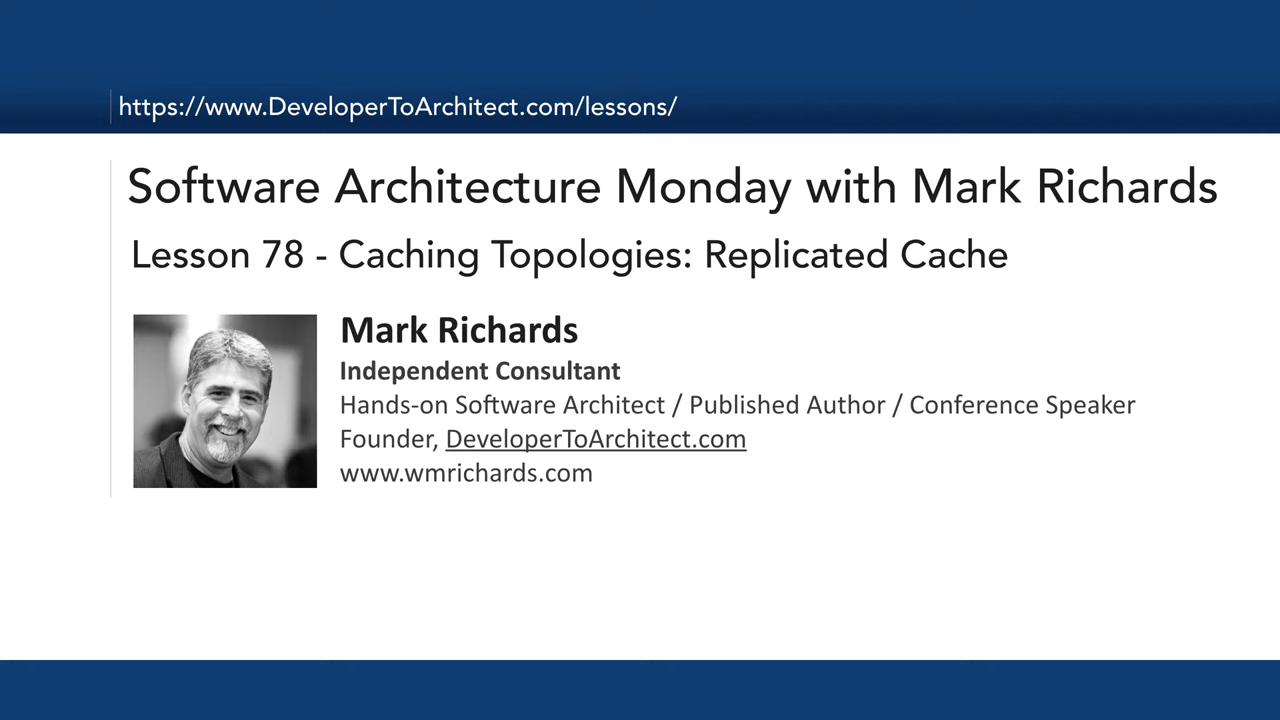 https://www.DeveloperToArchitect.com/lessons/
Software Architecture Monday with Mark Richards
Lesson 78 - Caching Topologies: Replicated Cache
Mark Richards
Independent Consultant
Hands-on Software Architect / Published Author / Conference Speaker
Founder, DeveloperToArchitect.com
www.wmrichards.com